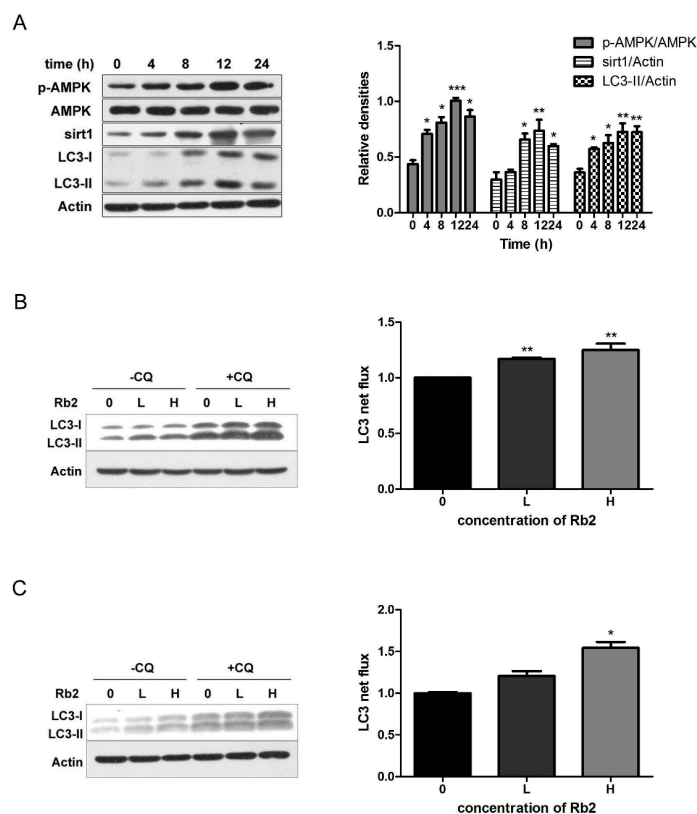 A
time (h) 0 4 8 12 24
p-AMPK
AMPK
sirt1
LC3-I
LC3-II
Actin
p-AMPK/AMPK
sirt1/Actin
LC3-II/Actin
Relative densities
1.5
1.0
0.5
0.0
* * *** * * ** * * * ** **
0 4 8 1224 0 4 8 1224 0 4 8 1224
Time (h)
B
-CQ +CQ
Rb2 0 L H 0 L H
LC3-I
LC3-II
Actin
LC3 net flux
1.5
1.0
0.5
0.0
** **
0 L H
concentration of Rb2
C
-CQ +CQ
Rb2 0 L H 0 L H
LC3-I
LC3-II
Actin
LC3 net flux
2.0
1.5
1.0
0.5
0.0
*
0 L H
concentration of Rb2